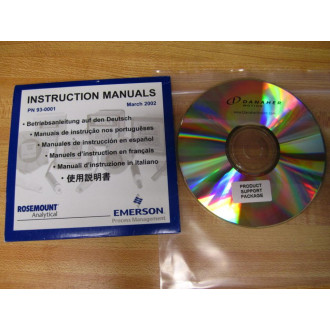 INSTRUCTION MANUALS
PN 93-0001 March 2002
• Betriebsanleitung auf den Deutsch
• Manuais de instrução nos portuguêses
• Manuales de instrucción en español
• Manuels d'instruction en français
• Manuali d'instruzione in italiano
• 使用説明書
ROSEMOUNT
Analytical
EMERSON
Process Management
DANAHER
PRODUCT
SUPPORT
PACKAGE